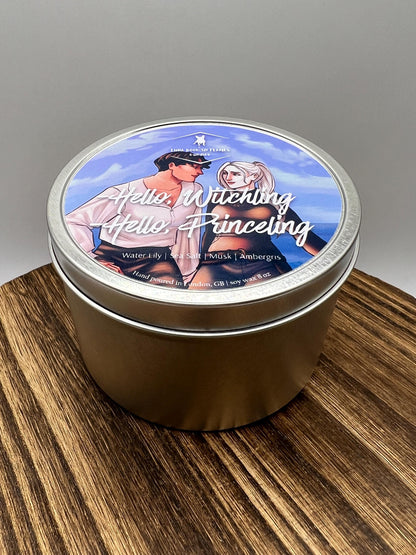 Hello, Witchling
Hello, Princeling
Water Lily | Sea Salt | Musk | Ambergris
Hand poured in London, GB | soy wax 8 oz